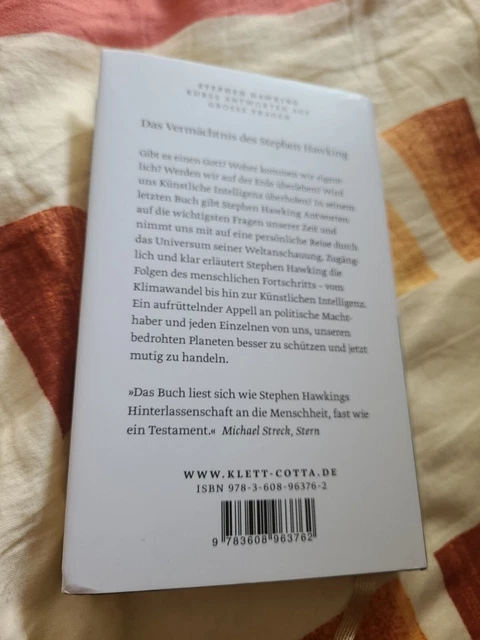 STEPHEN HAWKING
KURZE ANTWORTEN AUF
GROSSE FRAGEN
Das Vermächtnis des Stephen Hawking
Gibt es einen Gott? Woher kommen wir eigent-
lich? Werden wir auf der Erde überleben? Wird
uns Künstliche Intelligenz überholen? In seinem
letzten Buch gibt Stephen Hawking Antworten
auf die wichtigsten Fragen unserer Zeit und
nimmt uns mit auf eine persönliche Reise durch
das Universum seiner Weltanschauung. Zugäng-
lich und klar erläutert Stephen Hawking die
Folgen des menschlichen Fortschritts – vom
Klimawandel bis hin zur Künstlichen Intelligenz.
Ein aufrüttelnder Appell an politische Macht-
haber und jeden Einzelnen von uns, unseren
bedrohten Planeten besser zu schützen und jetzt
mutig zu handeln.
»Das Buch liest sich wie Stephen Hawkings
Hinterlassenschaft an die Menschheit, fast wie
ein Testament.« Michael Streck, Stern
WWW.KLETT-COTTA.DE
ISBN 978-3-608-96376-2
9 783608 963762